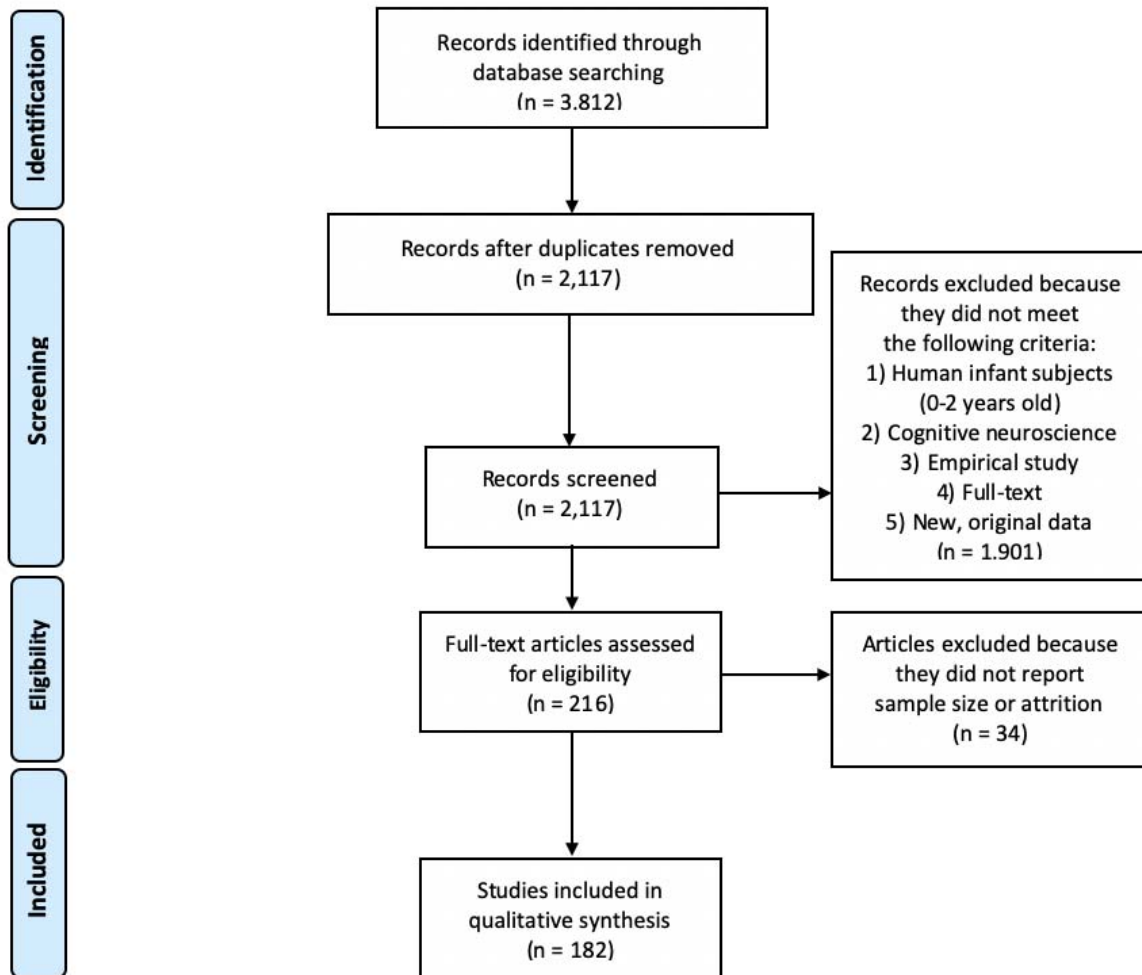 Identification
Records identified through
database searching
(n = 3.812)
Screening
Records after duplicates removed
(n = 2,117)
Records screened
(n = 2,117)
Records excluded because
they did not meet
the following criteria:
1) Human infant subjects
(0-2 years old)
2) Cognitive neuroscience
3) Empirical study
4) Full-text
5) New, original data
(n = 1.901)
Eligibility
Full-text articles assessed
for eligibility
(n = 216)
Articles excluded because
they did not report
sample size or attrition
(n = 34)
Included
Studies included in
qualitative synthesis
(n = 182)